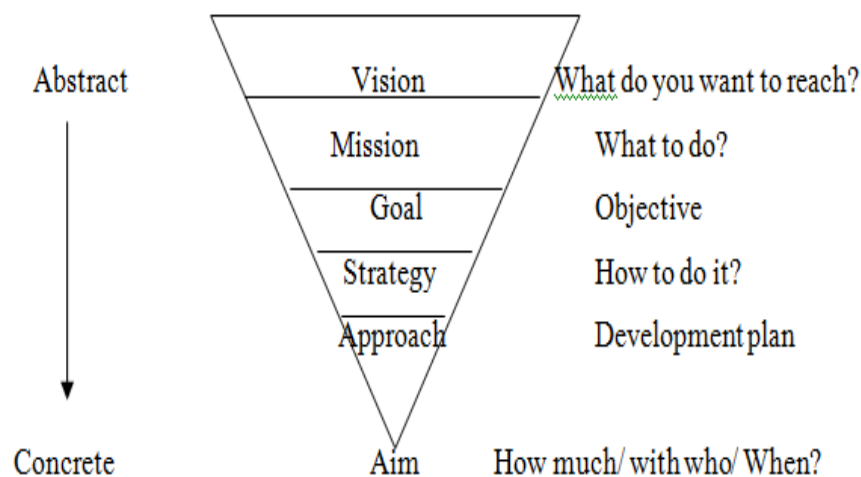 Abstract Vision What do you want to reach?
Mission What to do?
Goal Objective
Strategy How to do it?
Approach Development plan
Concrete Aim How much/ with who/ When?